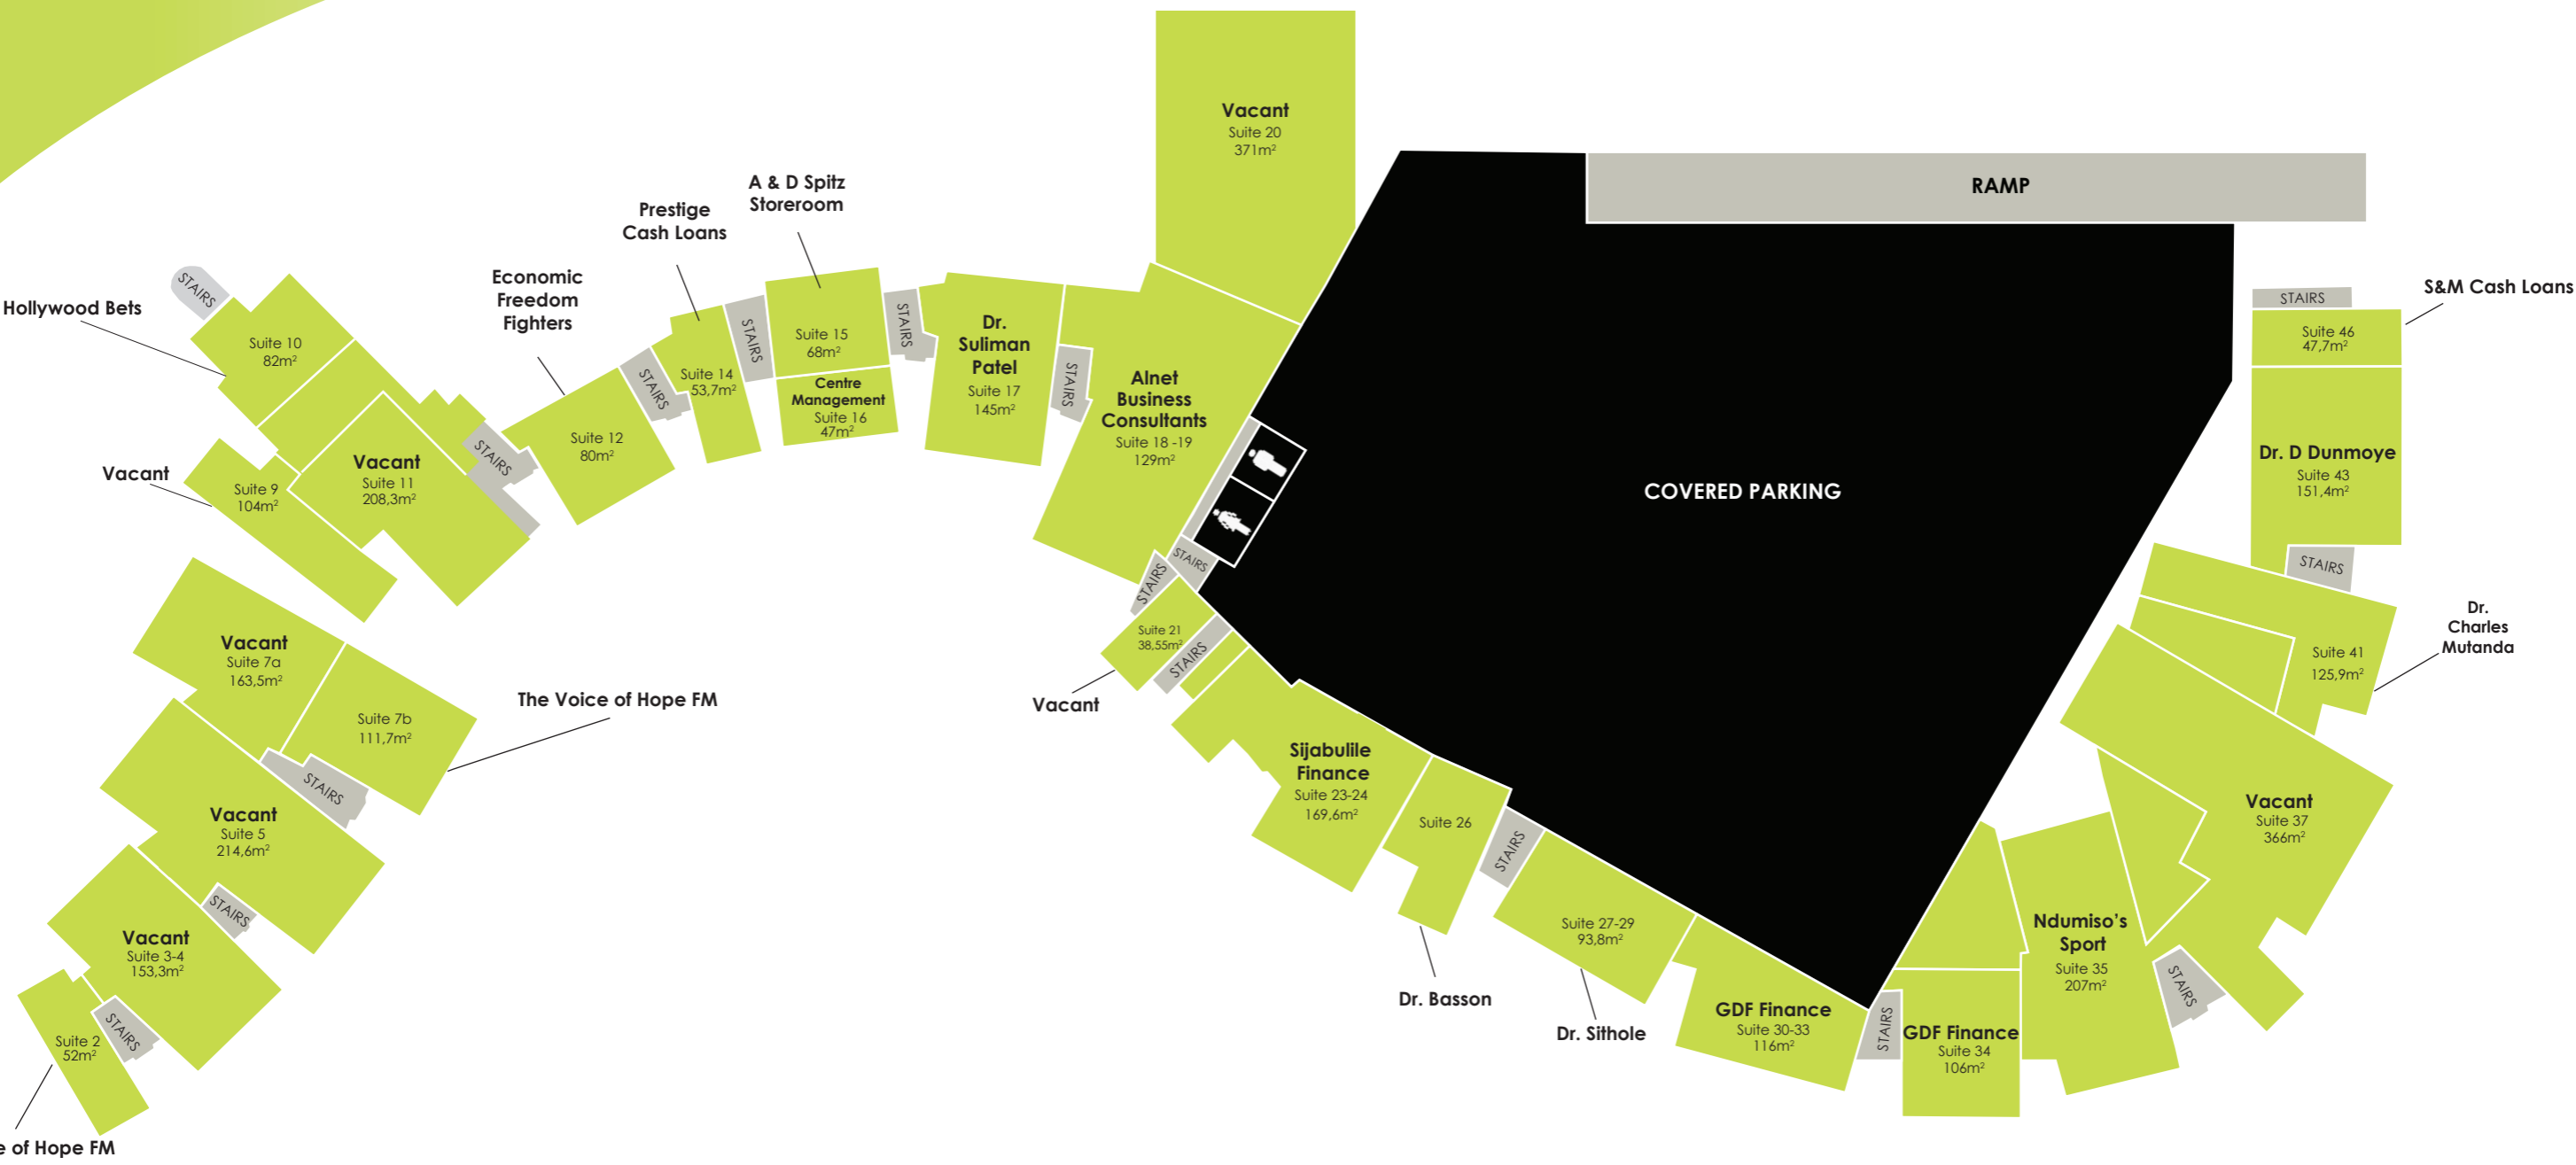 Vacant
Suite 20
371m²
RAMP
COVERED PARKING
A & D Spitz
Storeroom
Suite 15
68m²
Prestige
Cash Loans
Suite 14
53,7m²
Economic
Freedom
Fighters
Suite 12
80m²
Hollywood Bets
Suite 10
82m²
STAIRS
Vacant
Suite 9
104m²
Vacant
Suite 11
208,3m²
STAIRS
STAIRS
STAIRS
Centre
Management
Suite 16
47m²
STAIRS
Dr.
Suliman
Patel
Suite 17
145m²
STAIRS
Alnet
Business
Consultants
Suite 18 -19
129m²
STAIRS
STAIRS
Suite 21
38,55m²
Vacant
STAIRS
Vacant
Suite 7a
163,5m²
Suite 7b
111,7m²
The Voice of Hope FM
STAIRS
Vacant
Suite 5
214,6m²
STAIRS
Vacant
Suite 3-4
153,3m²
STAIRS
Suite 2
52m²
e of Hope FM
Sijabulile
Finance
Suite 23-24
169,6m²
Suite 26
Dr. Basson
STAIRS
Suite 27-29
93,8m²
Dr. Sithole
GDF Finance
Suite 30-33
116m²
STAIRS
GDF Finance
Suite 34
106m²
Ndumiso's
Sport
Suite 35
207m²
STAIRS
Vacant
Suite 37
366m²
Suite 41
125,9m²
Dr.
Charles
Mutanda
STAIRS
Dr. D Dunmoye
Suite 43
151,4m²
Suite 46
47,7m²
S&M Cash Loans
STAIRS